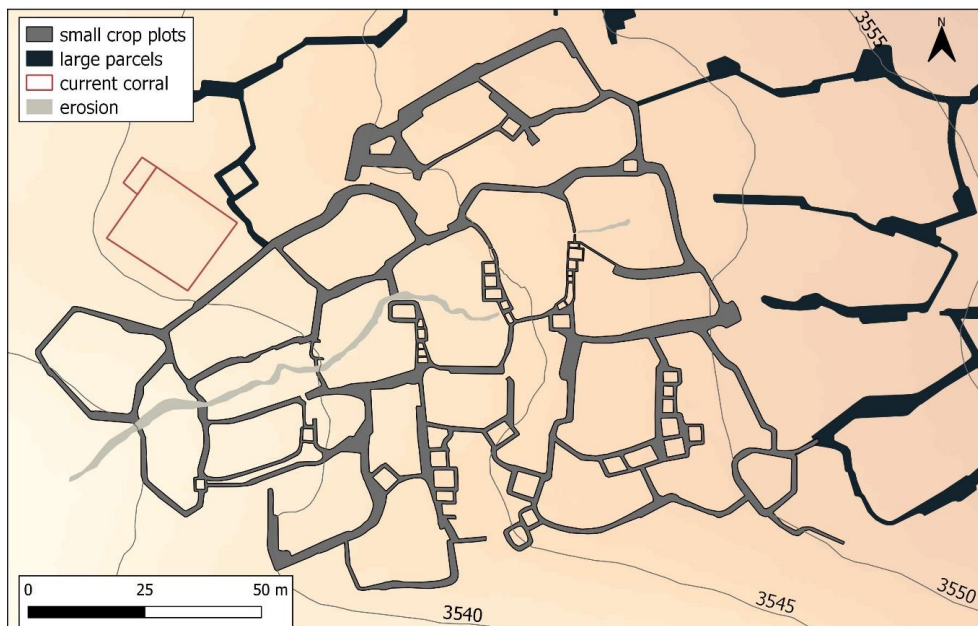 small crop plots
large parcels
current corral
erosion
3555
N
0 25 50 m
3540
3545
3550